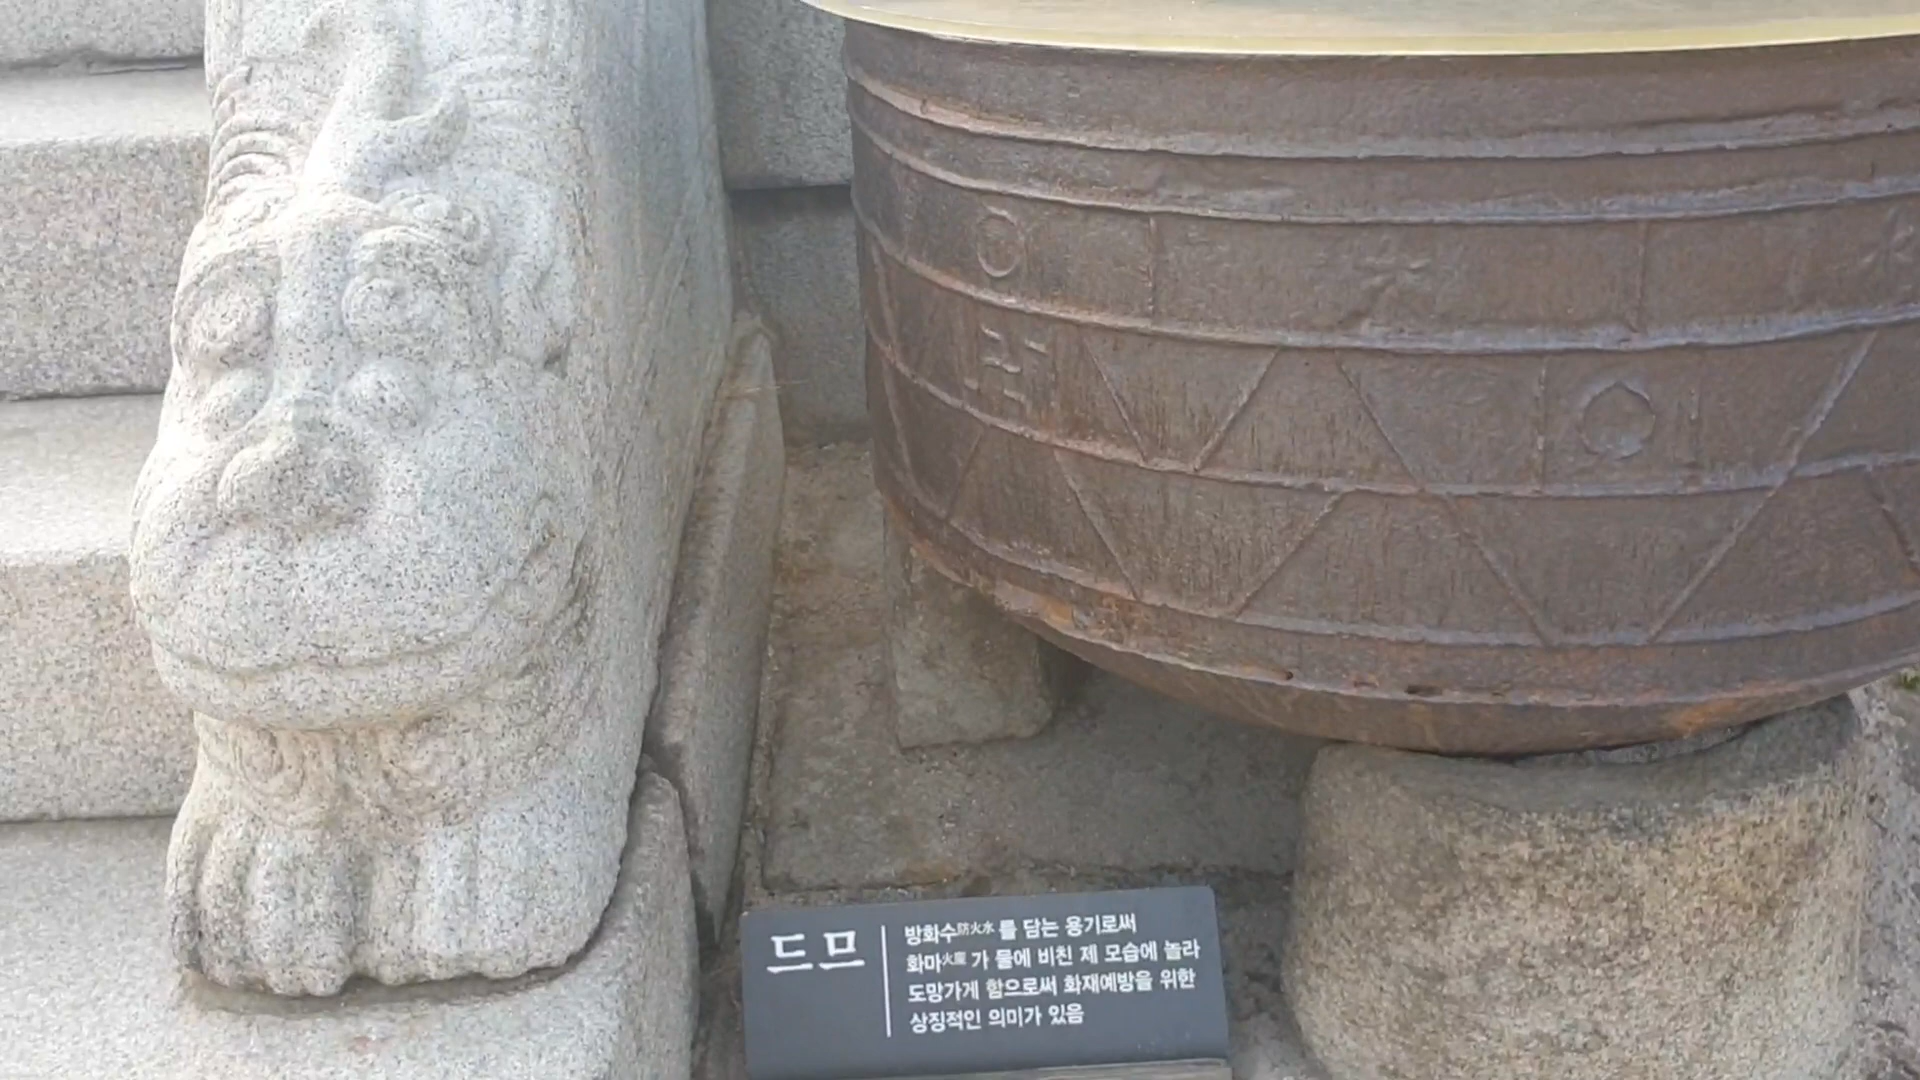 드므
방화수防火水를 담는 용기로써
화마火魔가 물에 비친 제 모습에 놀라
도망가게 함으로써 화재예방을 위한
상징적인 의미가 있음